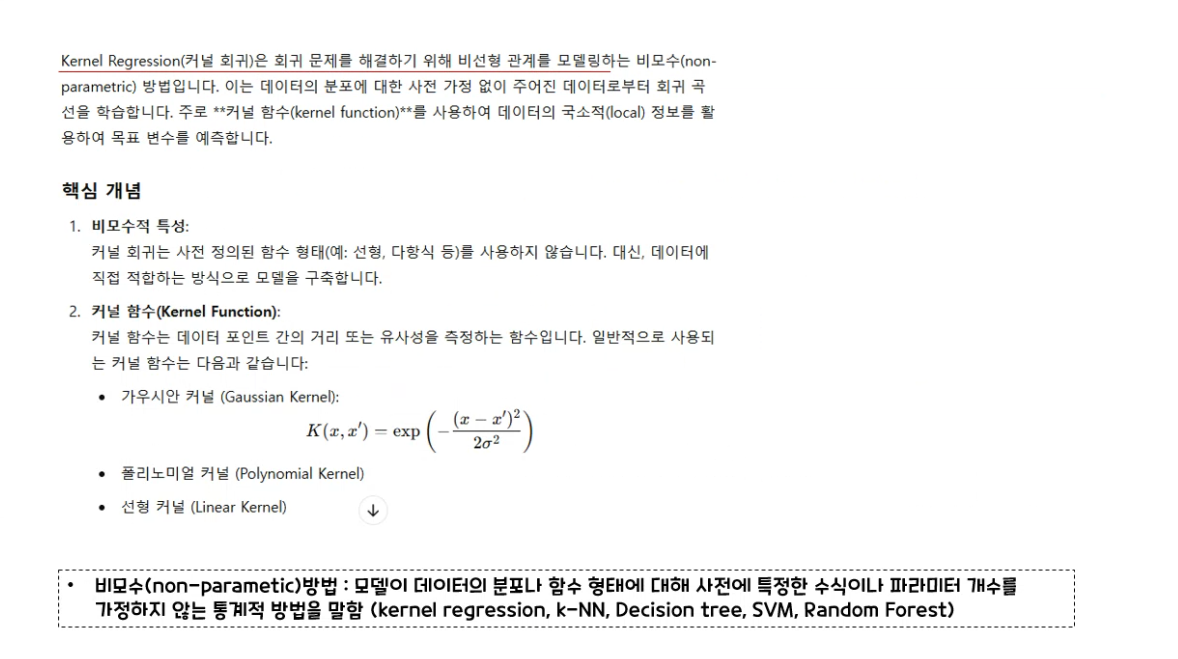 Kernel Regression(커널 회귀)은 회귀 문제를 해결하기 위해 비선형 관계를 모델링하는 비모수(non-
parametric) 방법입니다. 이는 데이터의 분포에 대한 사전 가정 없이 주어진 데이터로부터 회귀 곡
선을 학습합니다. 주로 **커널 함수(kernel function)**를 사용하여 데이터의 국소적(local) 정보를 활
용하여 목표 변수를 예측합니다.
핵심 개념
1. 비모수적 특성:
커널 회귀는 사전 정의된 함수 형태(예: 선형, 다항식 등)를 사용하지 않습니다. 대신, 데이터에
직접 적합하는 방식으로 모델을 구축합니다.
2. 커널 함수(Kernel Function):
커널 함수는 데이터 포인트 간의 거리 또는 유사성을 측정하는 함수입니다. 일반적으로 사용되
는 커널 함수는 다음과 같습니다:
• 가우시안 커널 (Gaussian Kernel):
K(x, x′) = exp (−(x − x′)²/2σ²)
• 폴리노미얼 커널 (Polynomial Kernel)
• 선형 커널 (Linear Kernel)
• 비모수(non-parametic)방법 : 모델이 데이터의 분포나 함수 형태에 대해 사전에 특정한 수식이나 파라미터 개수를
가정하지 않는 통계적 방법을 말함 (kernel regression, k-NN, Decision tree, SVM, Random Forest)